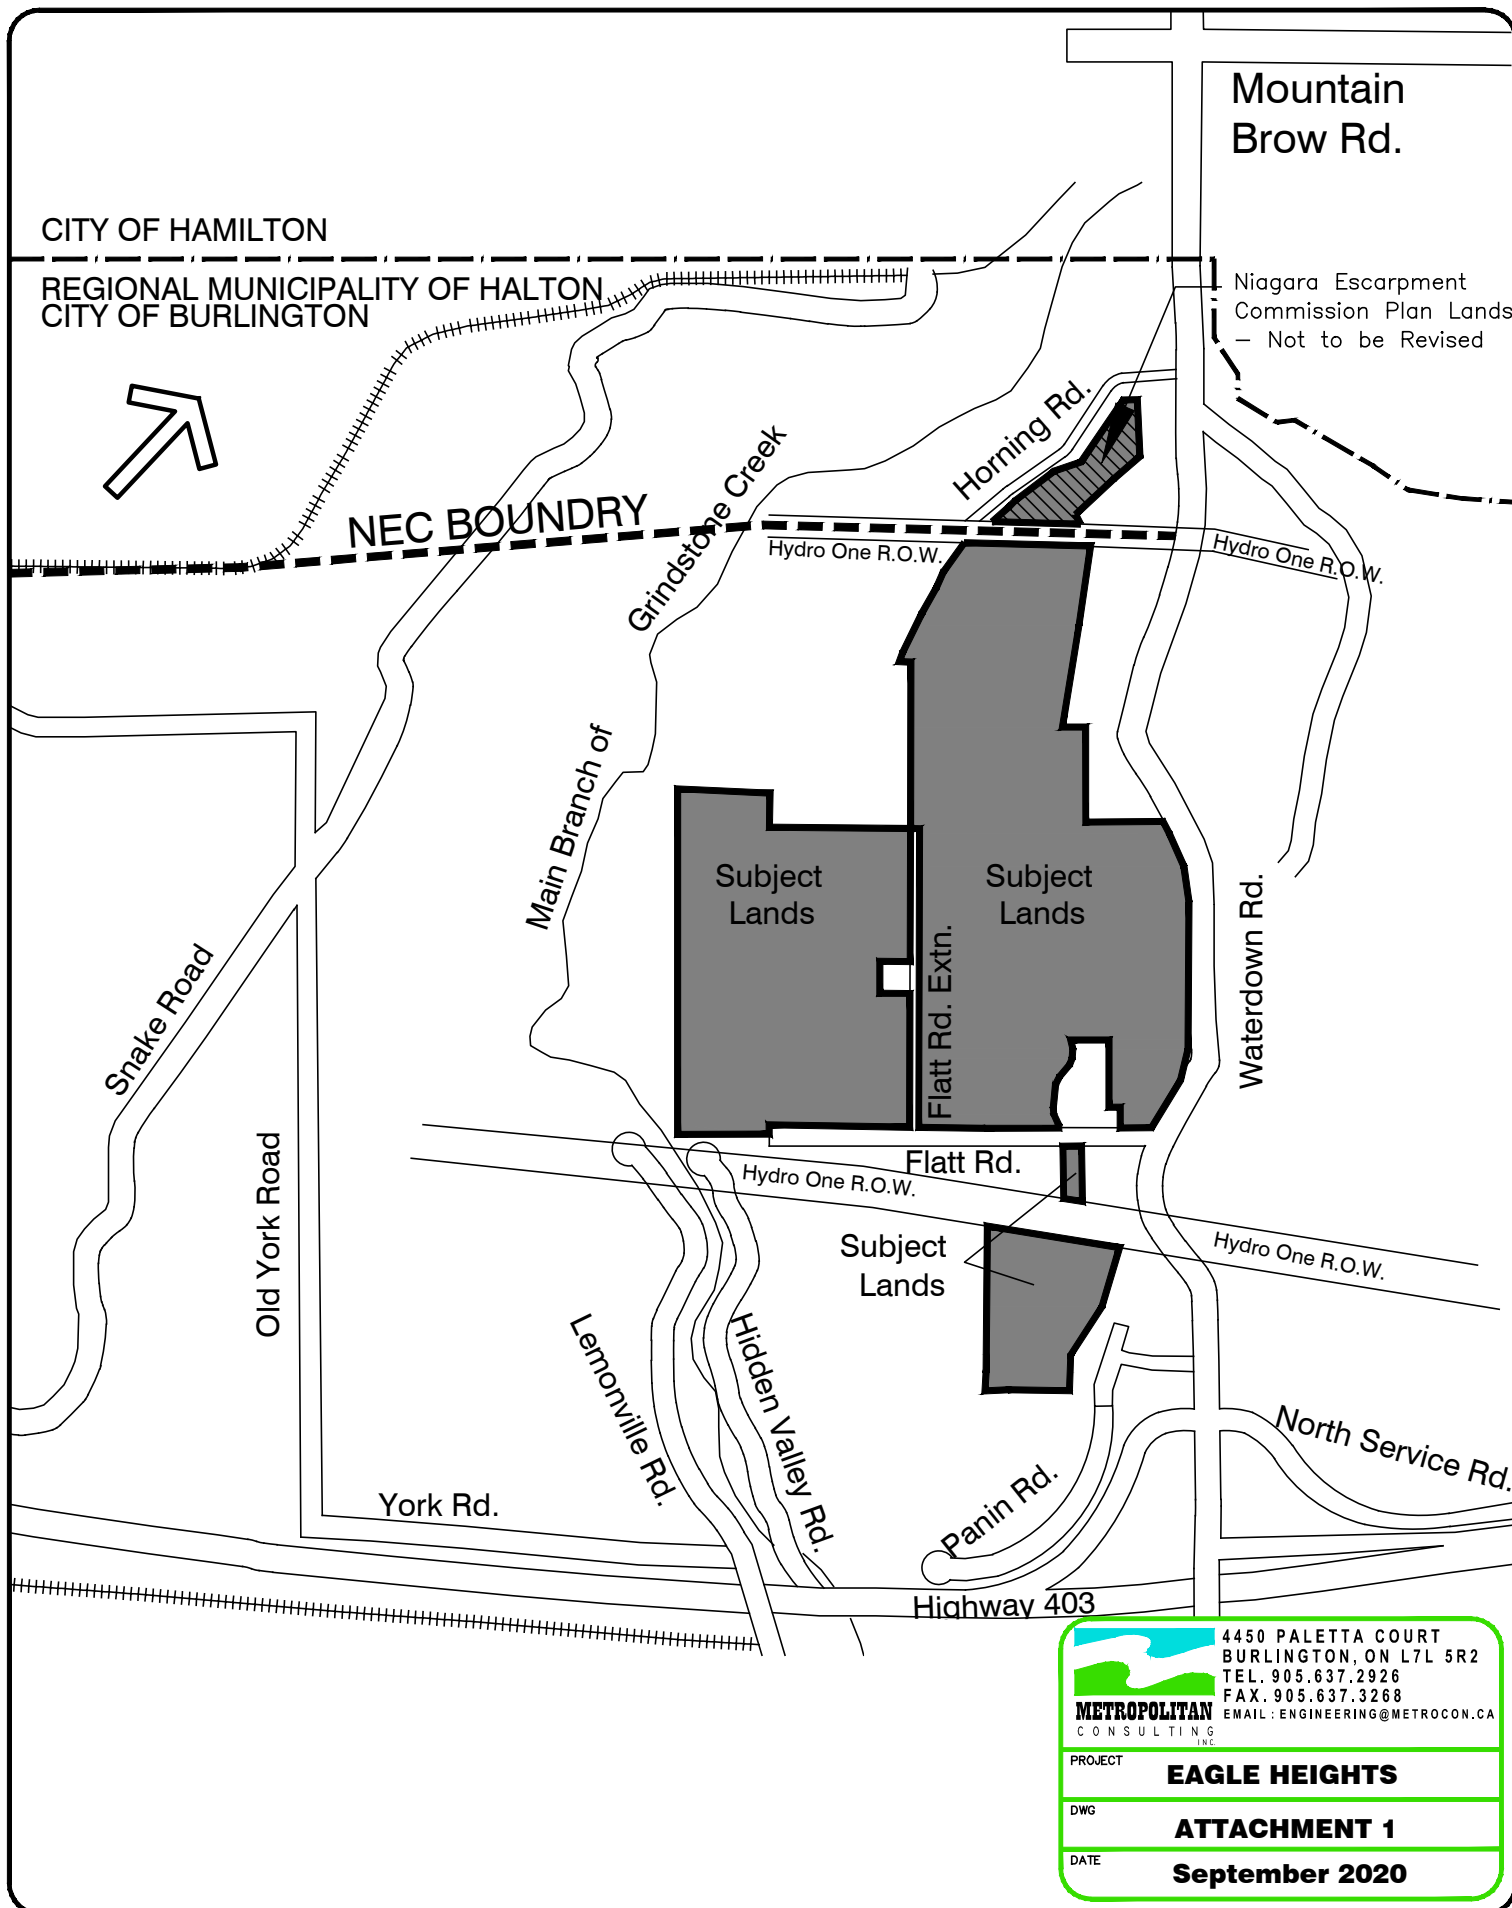 Mountain
Brow Rd.
CITY OF HAMILTON
REGIONAL MUNICIPALITY OF HALTON
CITY OF BURLINGTON
Niagara Escarpment
Commission Plan Lands
– Not to be Revised
Horning Rd.
NEC BOUNDRY
Grindstone Creek
Hydro One R.O.W.
Hydro One R.O.W.
Main Branch of
Subject
Lands
Subject
Lands
Flatt Rd. Extn.
Waterdown Rd.
Snake Road
Old York Road
Flatt Rd.
Hydro One R.O.W.
Subject
Lands
Hydro One R.O.W.
Lemonville Rd.
Hidden Valley Rd.
North Service Rd.
York Rd.
Panin Rd.
Highway 403
4450 PALETTA COURT
BURLINGTON, ON L7L 5R2
TEL. 905.637.2926
FAX. 905.637.3268
EMAIL : ENGINEERING@METROCON.CA
METROPOLITAN
CONSULTING
INC.
PROJECT
EAGLE HEIGHTS
DWG
ATTACHMENT 1
DATE
September 2020